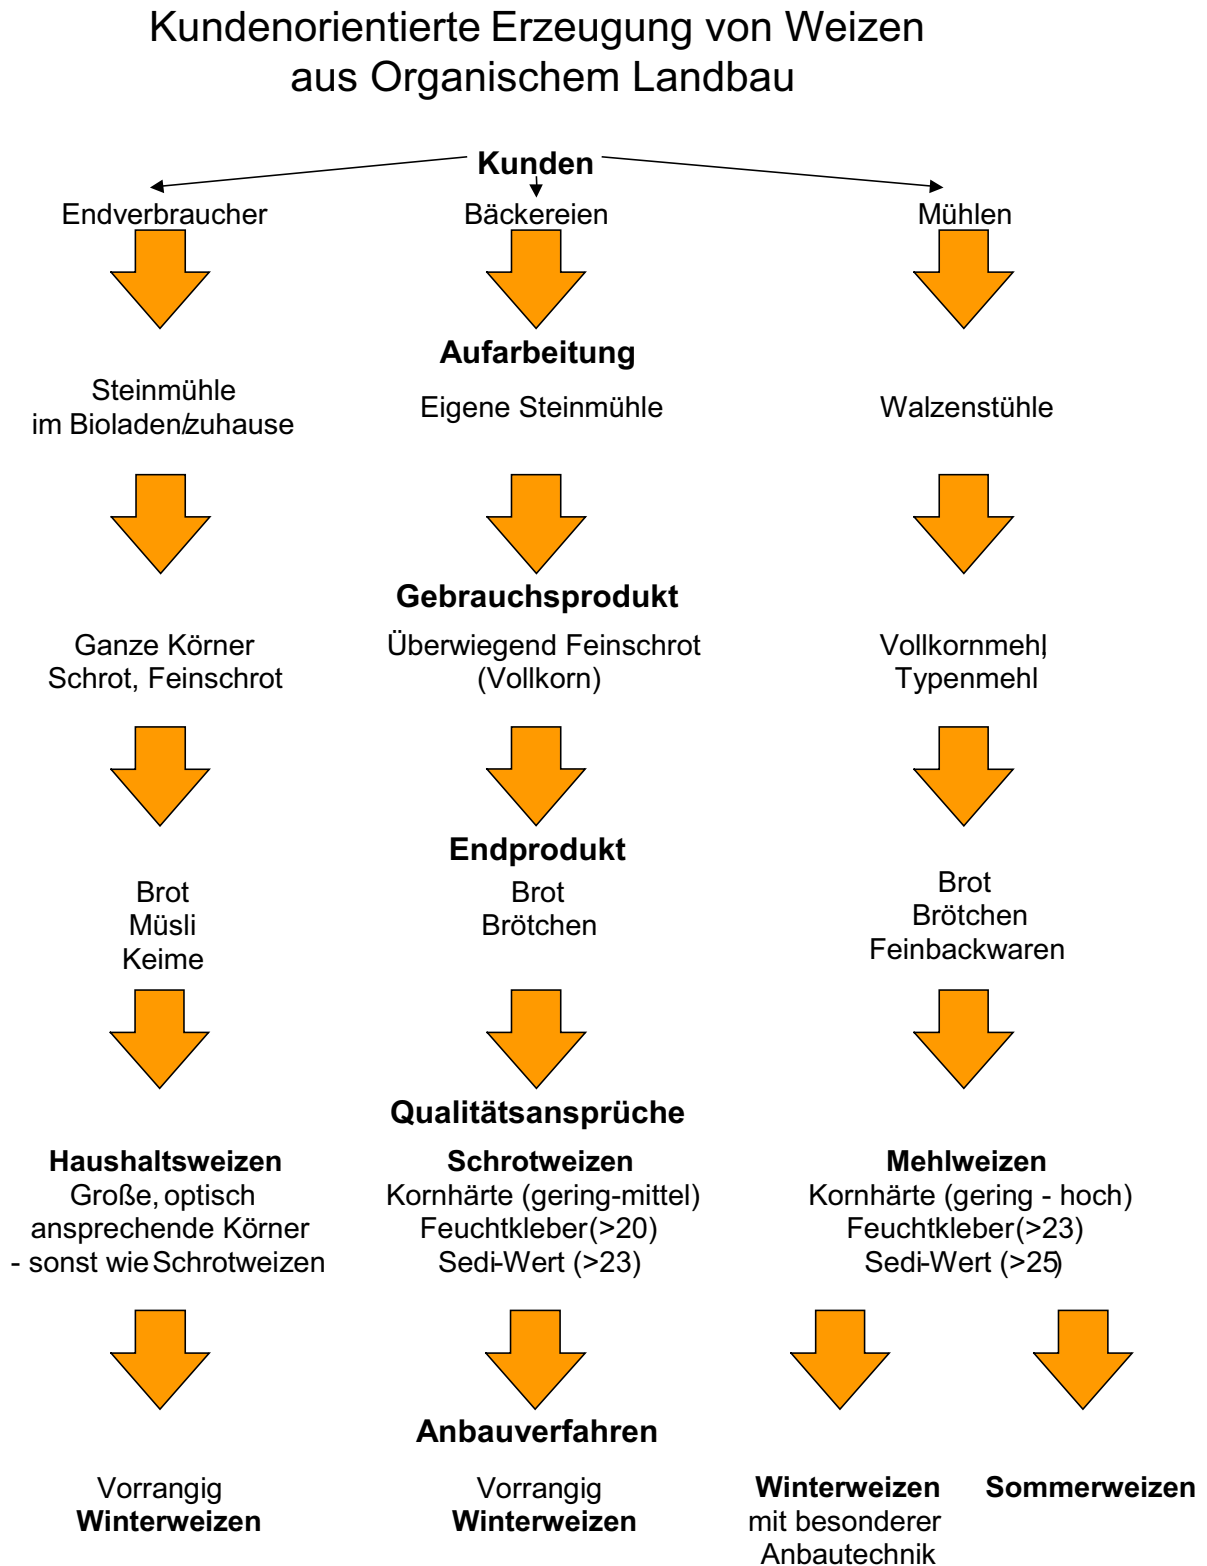 Kundenorientierte Erzeugung von Weizen
aus Organischem Landbau
Kunden
Endverbraucher
Bäckereien
Mühlen
Aufarbeitung
Steinmühle
im Bioladen/zuhause
Eigene Steinmühle
Walzenstühle
Gebrauchsprodukt
Ganze Körner
Schrot, Feinschrot
Überwiegend Feinschrot
(Vollkorn)
Vollkornmehl,
Typenmehl
Endprodukt
Brot
Müsli
Keime
Brot
Brötchen
Brot
Brötchen
Feinbackwaren
Qualitätsansprüche
Haushaltsweizen
Große, optisch
ansprechende Körner
- sonst wie Schrotweizen
Schrotweizen
Kornhärte (gering-mittel)
Feuchtkleber (>20)
Sedi-Wert (>23)
Mehlweizen
Kornhärte (gering - hoch)
Feuchtkleber (>23)
Sedi-Wert (>25)
Anbauverfahren
Vorrangig
Winterweizen
Vorrangig
Winterweizen
Winterweizen
mit besonderer
Anbautechnik
Sommerweizen